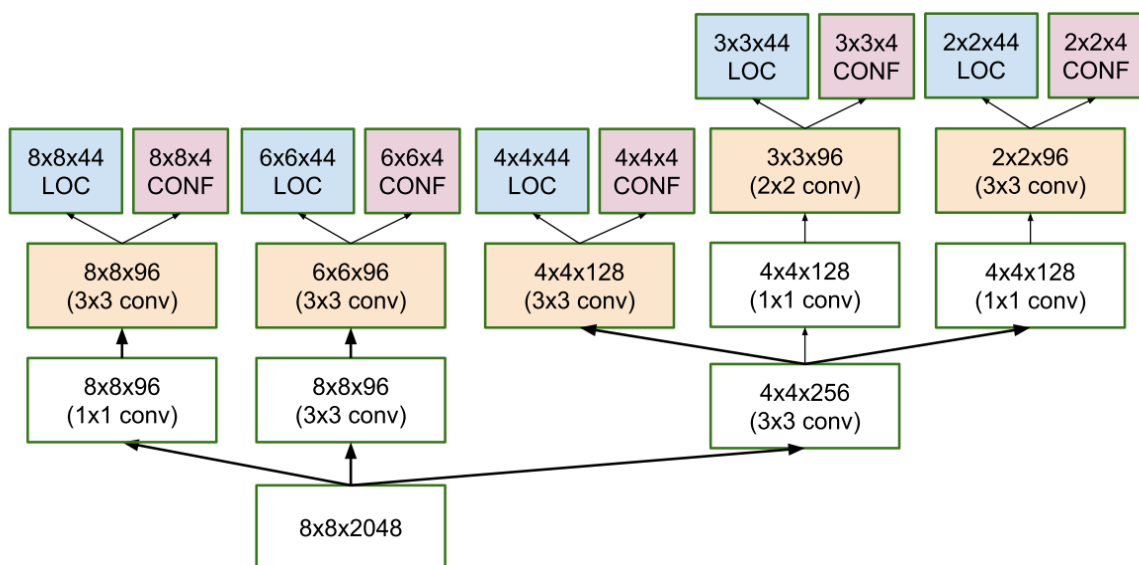 3x3x44
LOC
3x3x4
CONF
2x2x44
LOC
2x2x4
CONF
8x8x44
LOC
8x8x4
CONF
6x6x44
LOC
6x6x4
CONF
4x4x44
LOC
4x4x4
CONF
3x3x96
(2x2 conv)
2x2x96
(3x3 conv)
8x8x96
(3x3 conv)
6x6x96
(3x3 conv)
4x4x128
(3x3 conv)
4x4x128
(1x1 conv)
4x4x128
(1x1 conv)
8x8x96
(1x1 conv)
8x8x96
(3x3 conv)
4x4x256
(3x3 conv)
8x8x2048